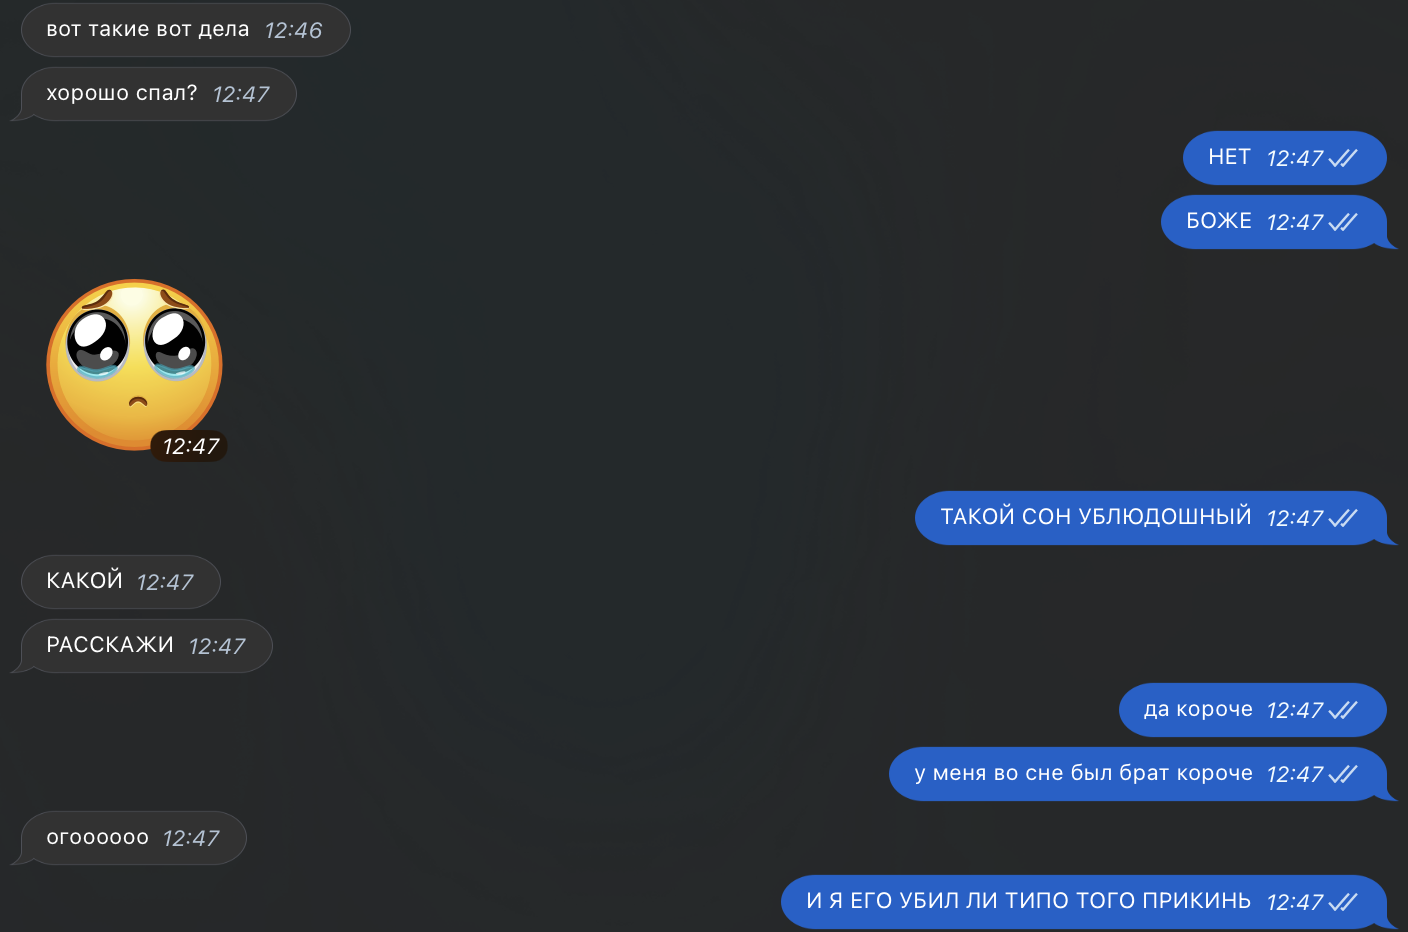 вот такие вот дела 12:46
хорошо спал? 12:47
НЕТ 12:47
БОЖЕ 12:47
12:47
ТАКОЙ СОН УБЛЮДОШНЫЙ 12:47
КАКОЙ 12:47
РАССКАЖИ 12:47
да короче 12:47
у меня во сне был брат короче 12:47
огоооооо 12:47
И Я ЕГО УБИЛ ЛИ ТИПО ТОГО ПРИКИНЬ 12:47